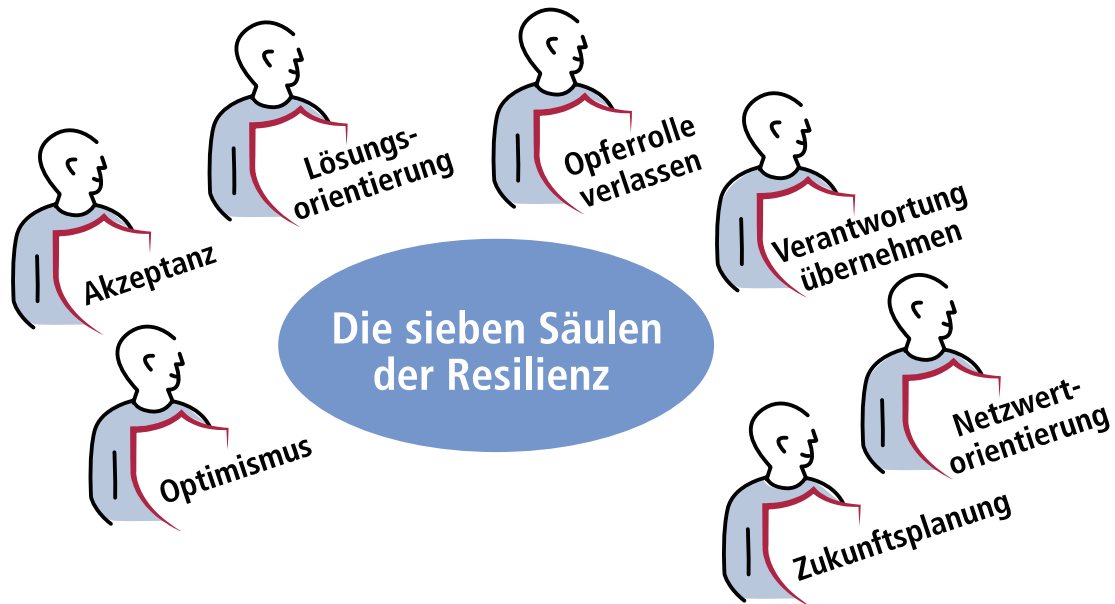 Die sieben Säulen
der Resilienz
Optimismus
Akzeptanz
Lösungs-
orientierung
Opferrolle
verlassen
Verantwortung
übernehmen
Netzwert-
orientierung
Zukunftsplanung